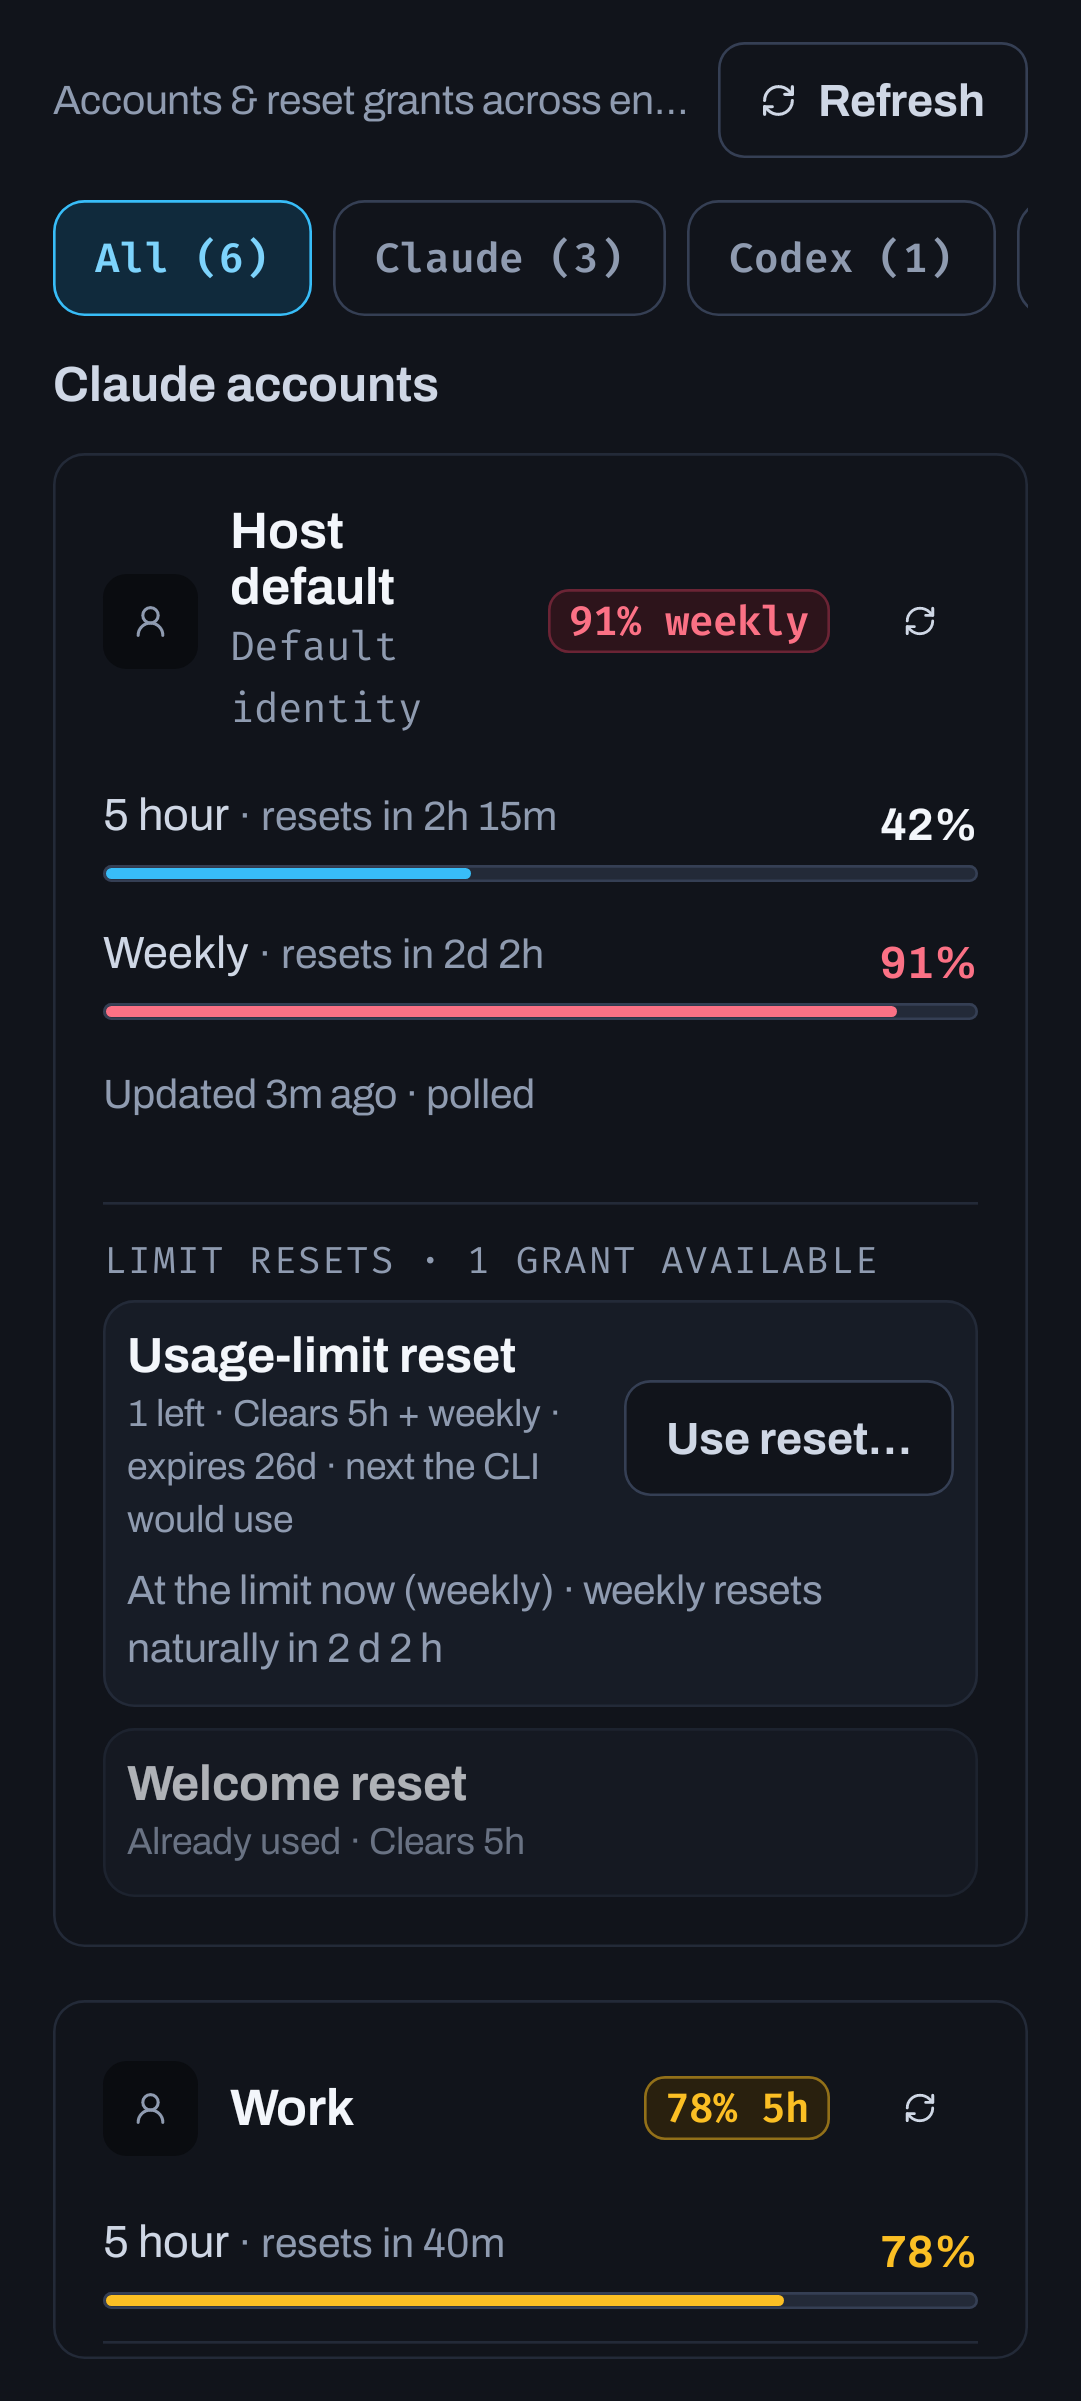 Accounts & reset grants across en...
Refresh
All (6)
Claude (3)
Codex (1)
Claude accounts
Host
default
Default
identity
91% weekly
5 hour · resets in 2h 15m
42%
Weekly · resets in 2d 2h
91%
Updated 3m ago · polled
LIMIT RESETS · 1 GRANT AVAILABLE
Usage-limit reset
1 left · Clears 5h + weekly ·
expires 26d · next the CLI
would use
Use reset...
At the limit now (weekly) · weekly resets
naturally in 2 d 2 h
Welcome reset
Already used · Clears 5h
Work
78% 5h
5 hour · resets in 40m
78%